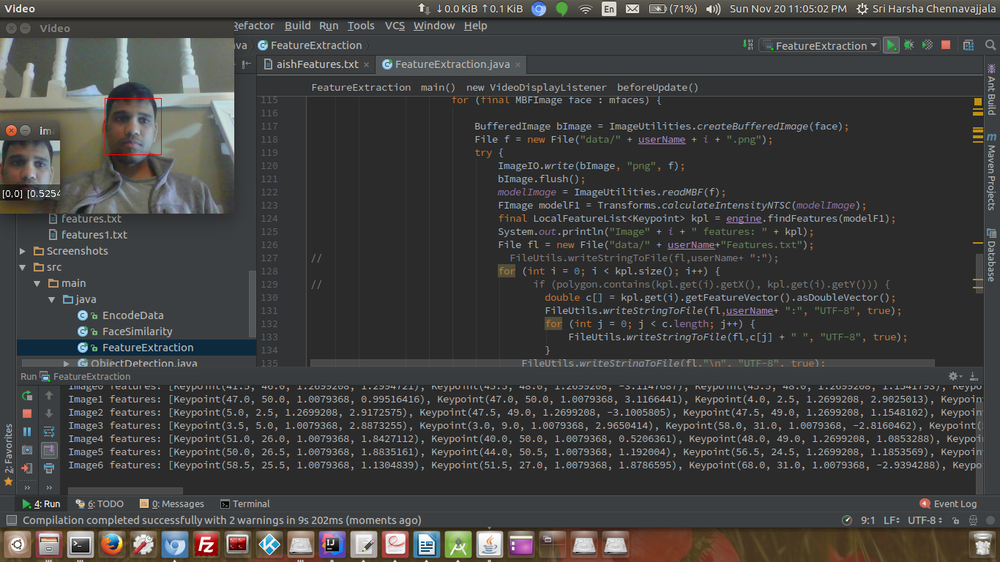 Video
↓0.0 KiB ↑0.1 KiB
En
(71%)
Sun Nov 20 11:05:02 PM
Sri Harsha Chennavajjala
Video
Refactor Build Run Tools VCS Window Help
FeatureExtraction
FeatureExtraction
aishFeatures.txt
FeatureExtraction.java
FeatureExtraction main() new VideoDisplayListener beforeUpdate()
115 for (final MBFImage face : mfaces) {
116
117 BufferedImage bImage = ImageUtilities.createBufferedImage(face);
118 File f = new File("data/" + userName + i + ".png");
119 try {
120 ImageIO.write(bImage, "png", f);
121 bImage.flush();
122 modelImage = ImageUtilities.readMBF(f);
123 FImage modelF1 = Transforms.calculateIntensityNTSC(modelImage);
124 final LocalFeatureList<Keypoint> kpl = engine.findFeatures(modelF1);
125 System.out.println("Image" + i + " features: " + kpl);
126 File fl = new File("data/" + userName+"Features.txt");
127 // FileUtils.writeStringToFile(fl,userName+ ":");
128 for (int i = 0; i < kpl.size(); i++) {
129 // if (polygon.contains(kpl.get(i).getX(), kpl.get(i).getY())) {
130 double c[] = kpl.get(i).getFeatureVector().asDoubleVector();
131 FileUtils.writeStringToFile(fl,userName+ ":", "UTF-8", true);
132 for (int j = 0; j < c.length; j++) {
133 FileUtils.writeStringToFile(fl,c[j] + " ", "UTF-8", true);
134 }
135 FileUtils.writeStringToFile(fl,"\n", "UTF-8", true);
[0,0] [0.5254
features.txt
features1.txt
Screenshots
src
main
java
EncodeData
FaceSimilarity
FeatureExtraction
ObjectDetection.java
Ant Build
Maven Projects
Database
2: Favorites
Run FeatureExtraction
Image0 features: [Keypoint(41.5, 46.0, 1.2699208, 1.2994721), Keypoint(45.5, 48.0, 1.2699208, -3.1147687), Keypoint(45.5, 48.0, 1.2699208, 1.1541793), Keypo
Image1 features: [Keypoint(47.0, 50.0, 1.0079368, 0.99516416), Keypoint(47.0, 50.0, 1.0079368, 3.1166441), Keypoint(4.0, 2.5, 1.2699208, 2.9025013), Keypoin
Image2 features: [Keypoint(5.0, 2.5, 1.2699208, 2.9172575), Keypoint(47.5, 49.0, 1.2699208, -3.1005805), Keypoint(47.5, 49.0, 1.2699208, 1.1548102), Keypoin
Image3 features: [Keypoint(3.5, 5.0, 1.0079368, 2.8873255), Keypoint(3.0, 9.0, 1.0079368, 2.9650414), Keypoint(58.0, 31.0, 1.0079368, -2.8160462), Keypoint(
Image4 features: [Keypoint(51.0, 26.0, 1.0079368, 1.8427112), Keypoint(40.0, 50.0, 1.0079368, 0.5206361), Keypoint(48.0, 49.0, 1.2699208, 1.0853288), Keypoin
Image5 features: [Keypoint(50.0, 26.5, 1.0079368, 1.8835161), Keypoint(44.0, 50.5, 1.0079368, 1.192004), Keypoint(56.5, 24.5, 1.2699208, 1.1853569), Keypoint
Image6 features: [Keypoint(58.5, 25.5, 1.0079368, 1.1304839), Keypoint(51.5, 27.0, 1.0079368, 1.878655), Keypoint(68.0, 31.0, 1.0079368, -2.9394288), Keypo
4: Run
6: TODO
0: Messages
Terminal
4 Event Log
Compilation completed successfully with 2 warnings in 9s 202ms (moments ago)
9:1 LF UTF-8